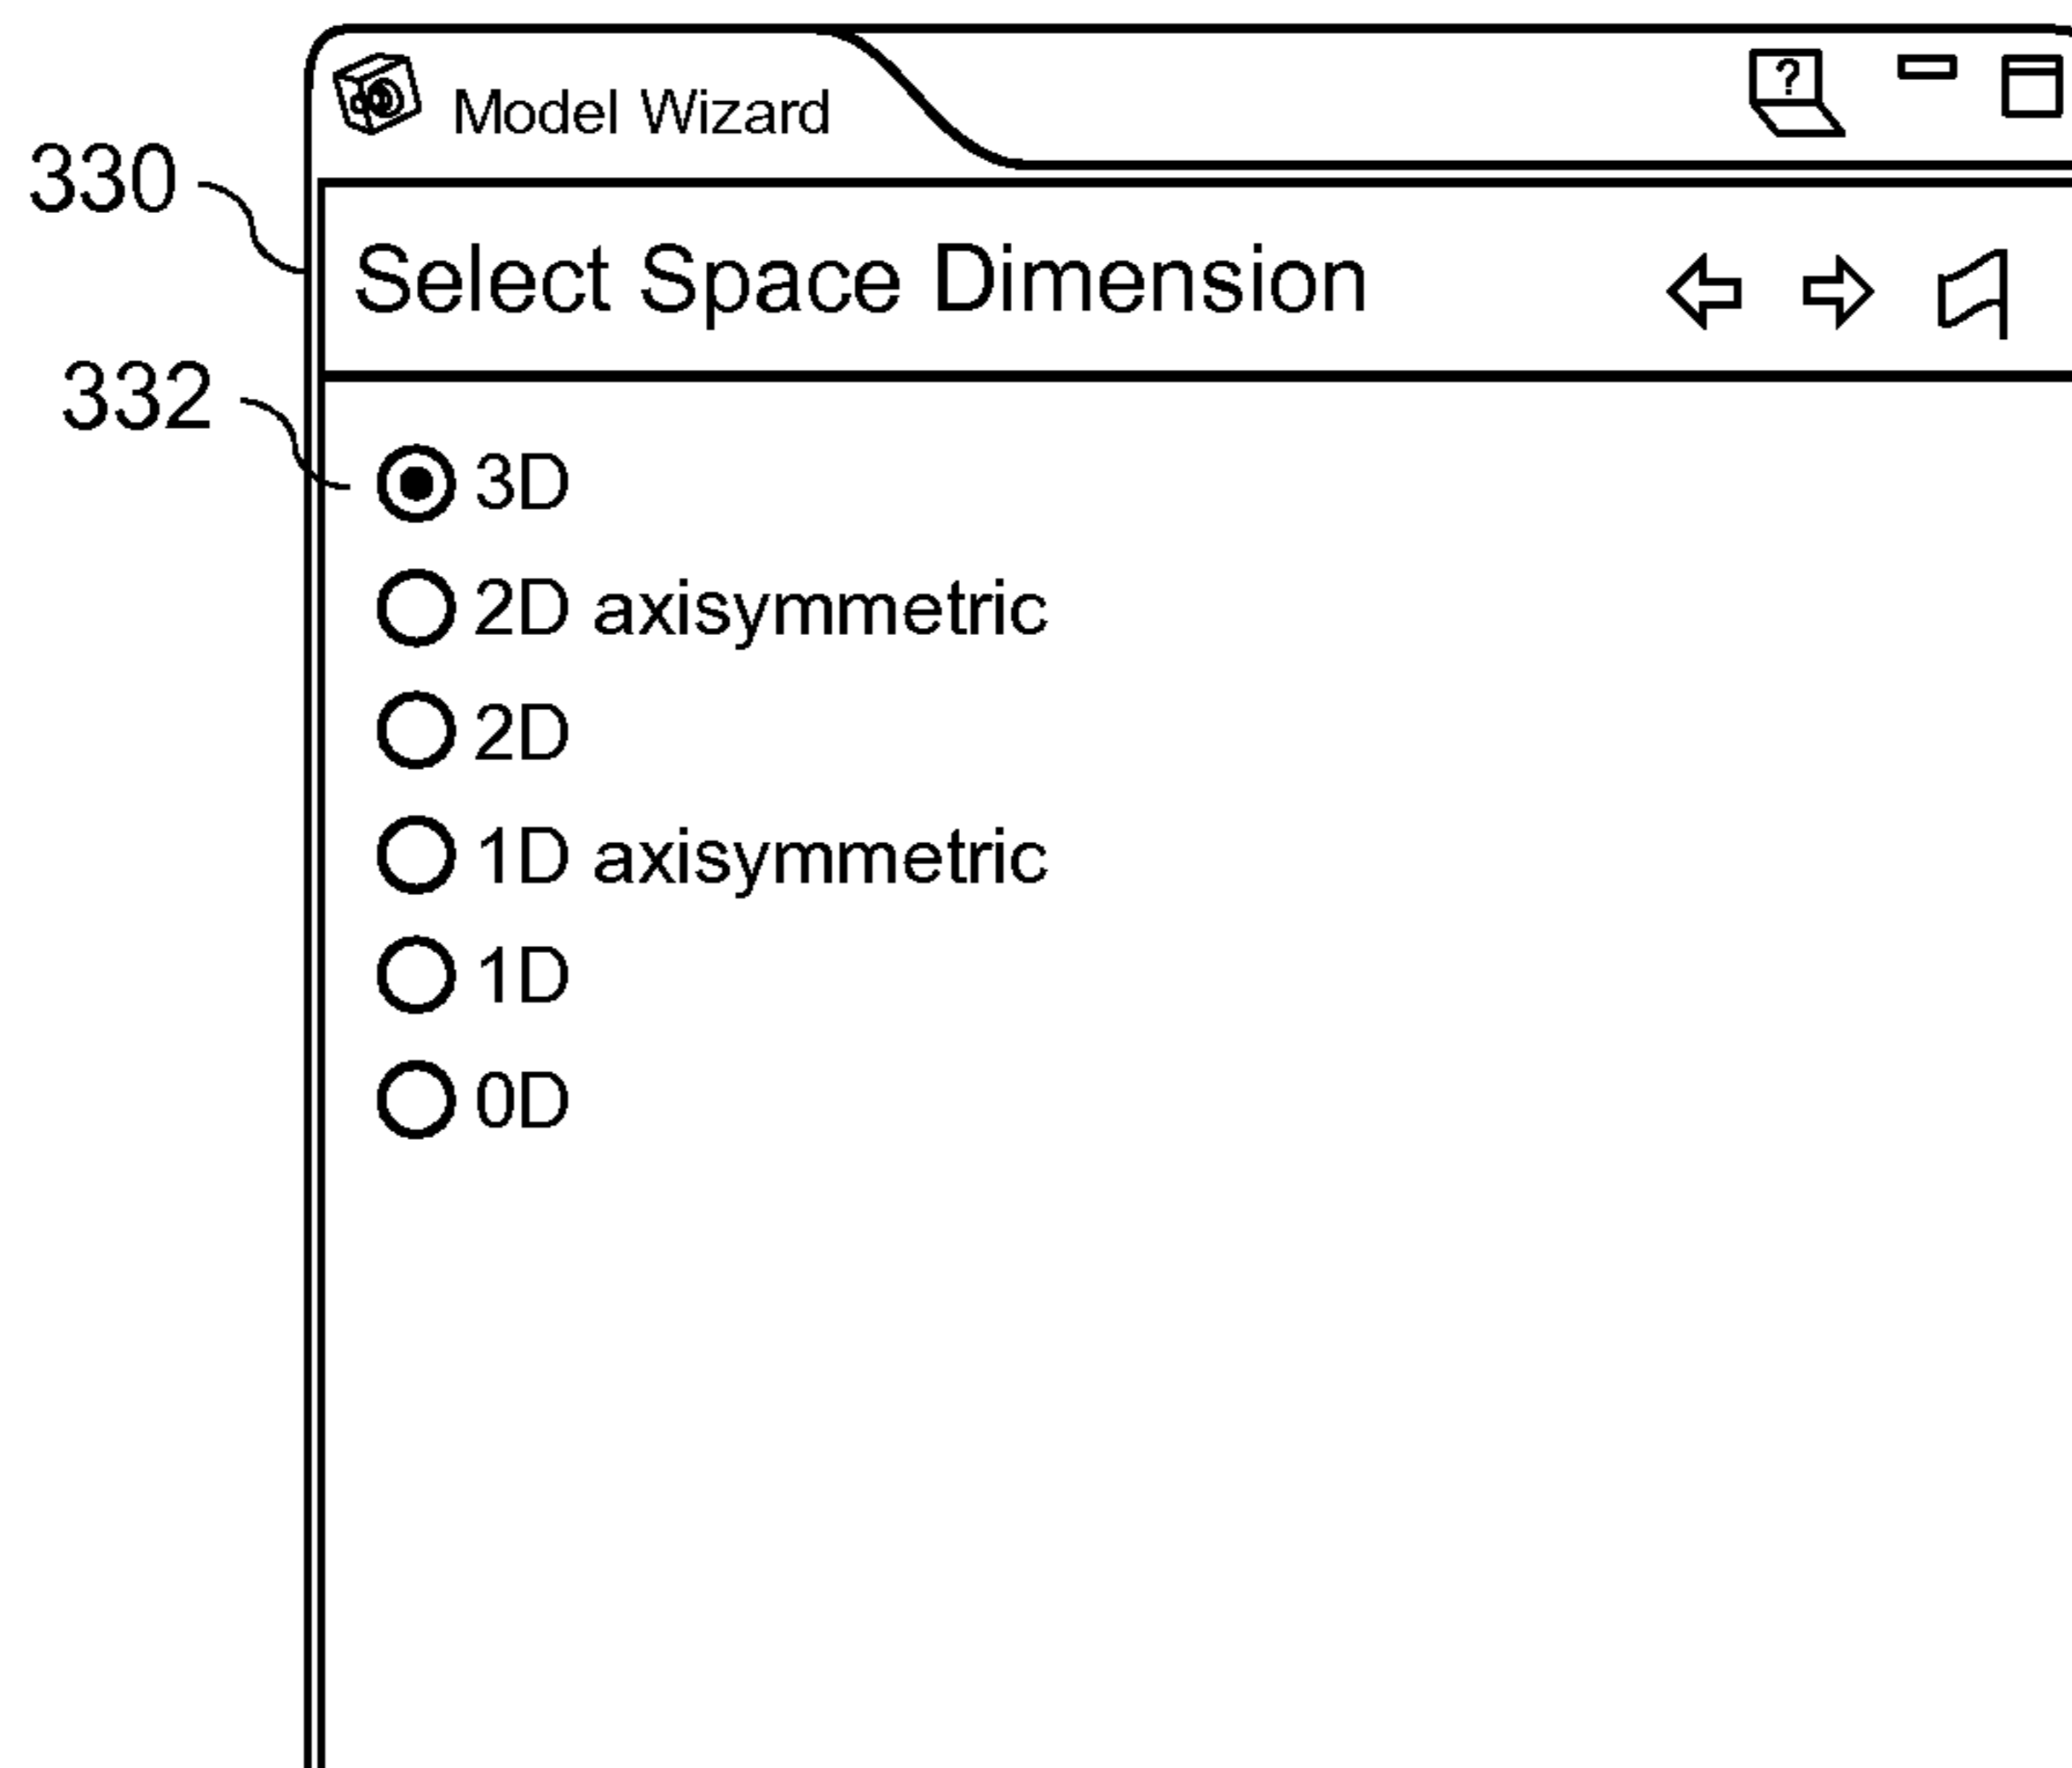 Model Wizard ?
330
Select Space Dimension
332
3D
2D axisymmetric
2D
1D axisymmetric
1D
0D